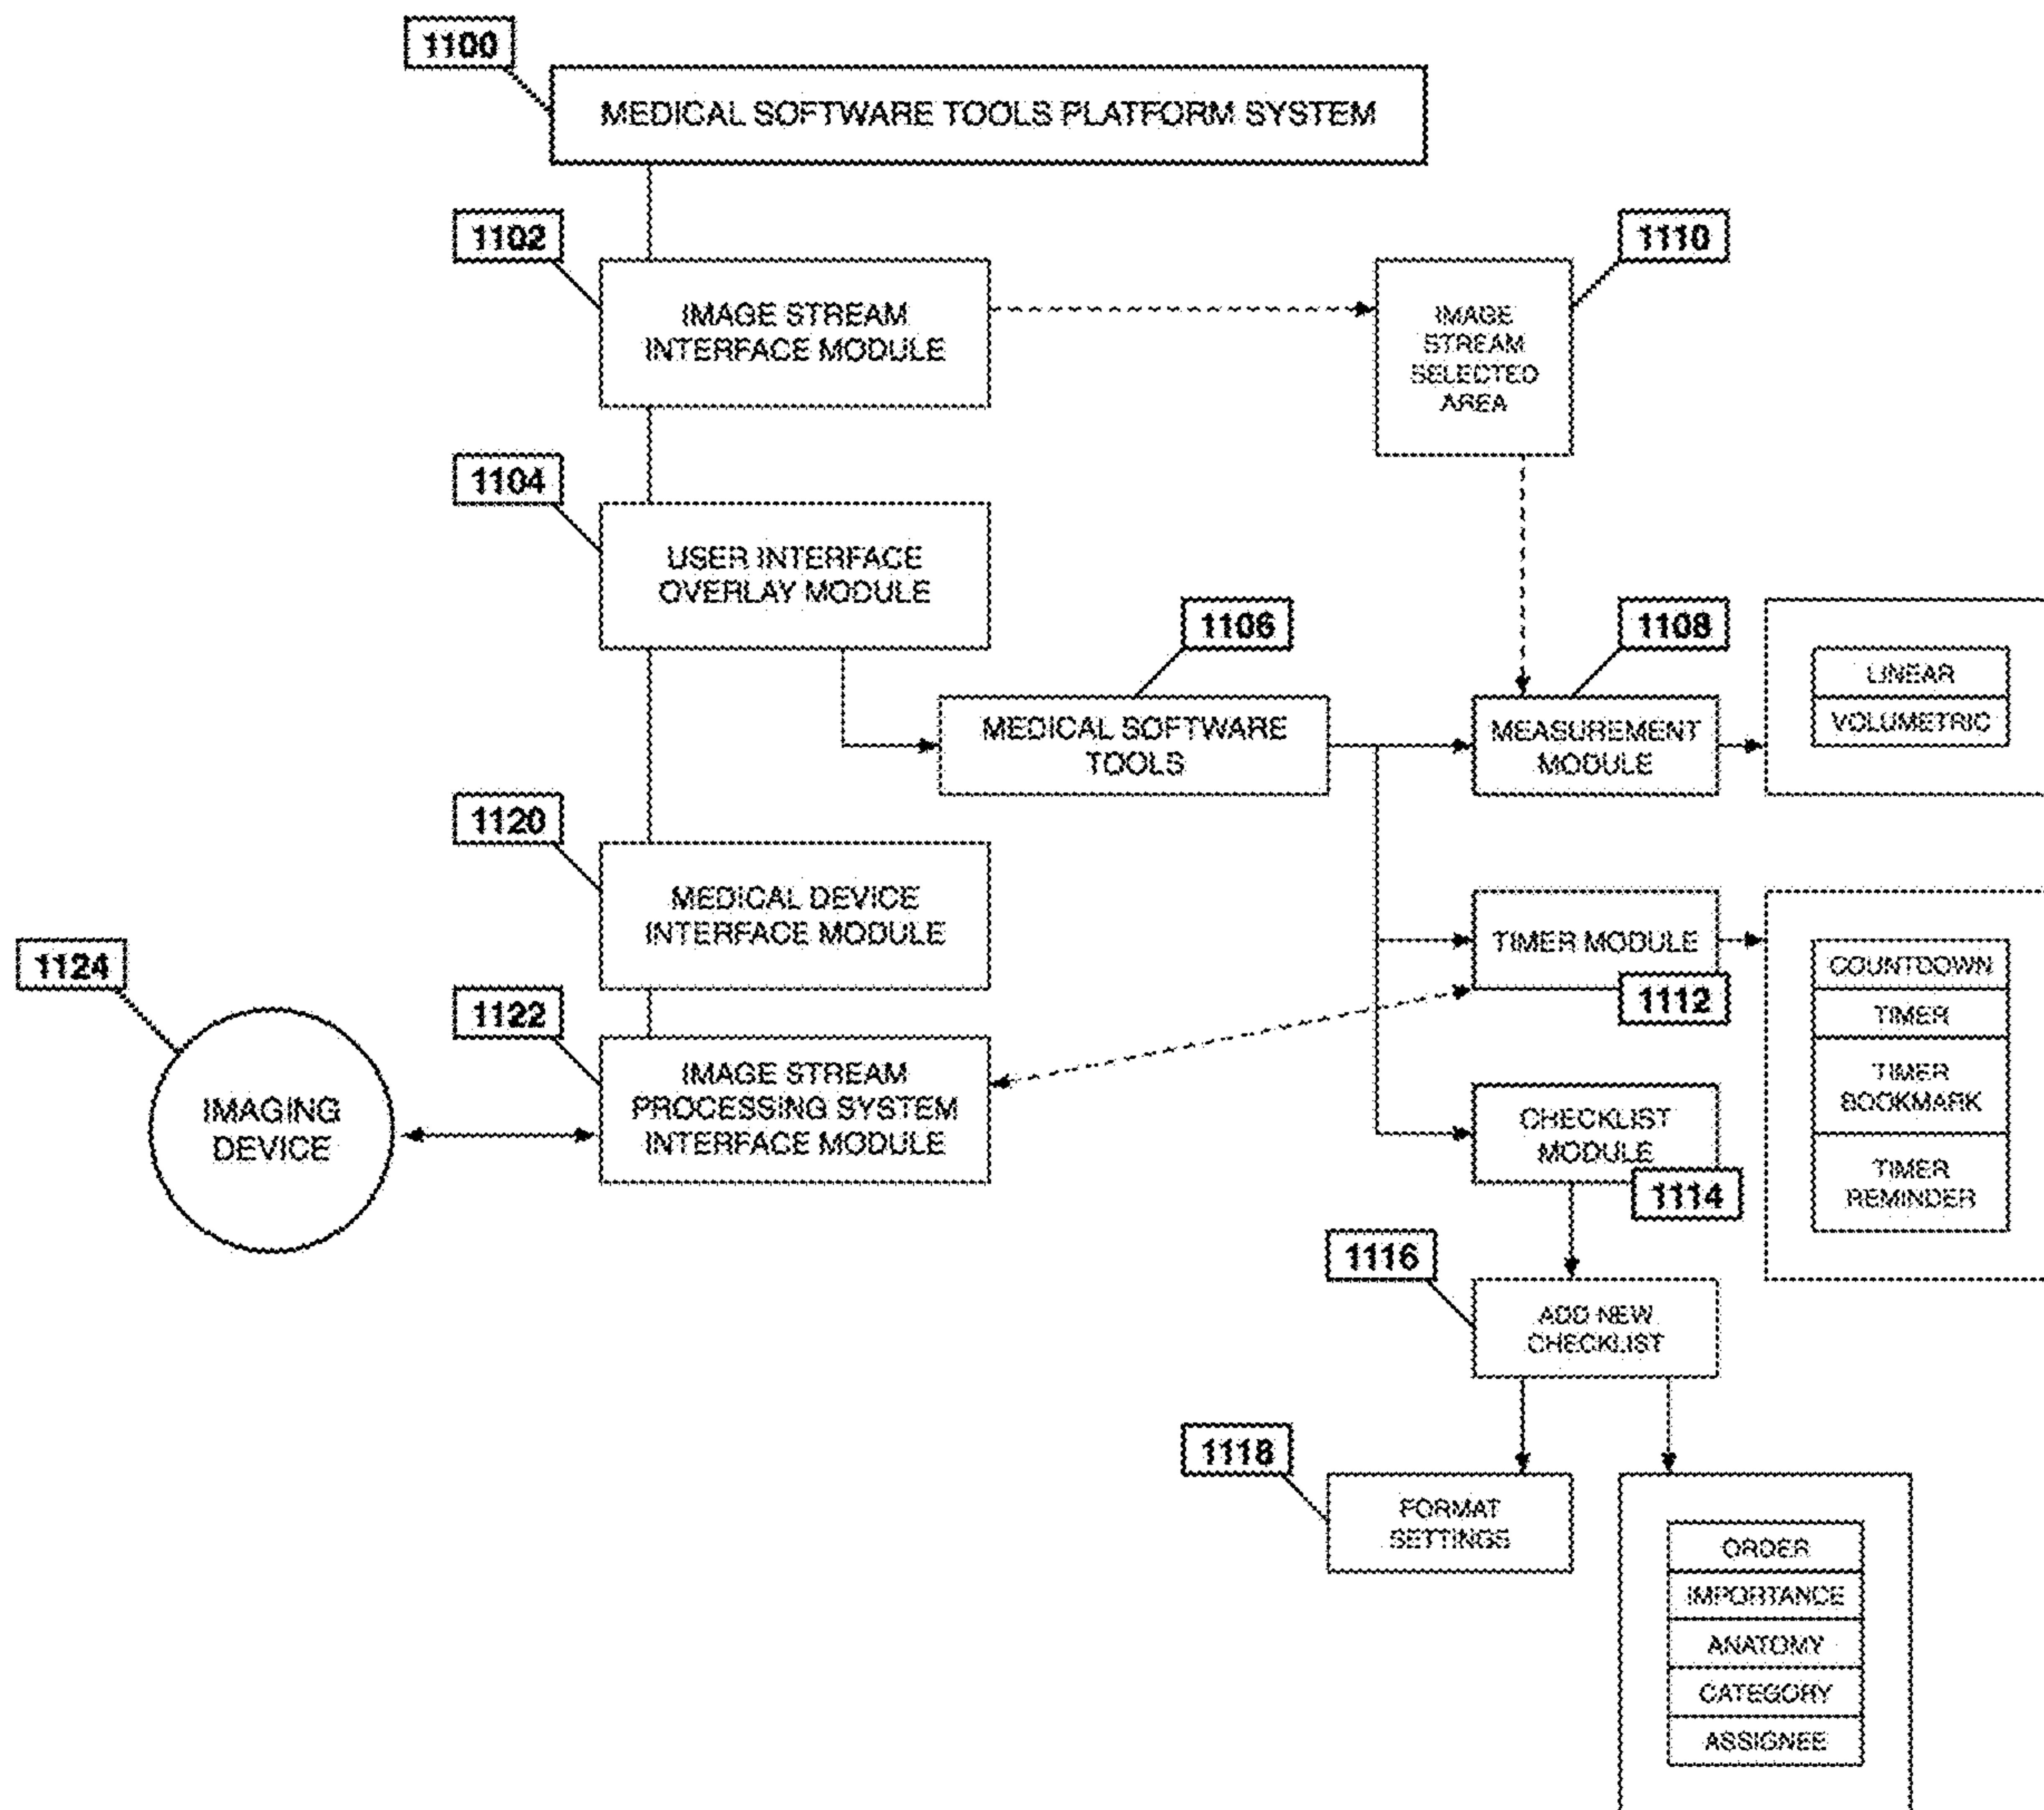 1100
MEDICAL SOFTWARE TOOLS PLATFORM SYSTEM
1102
IMAGE STREAM
INTERFACE MODULE
1110
IMAGE
STREAM
SELECTED
AREA
1104
USER INTERFACE
OVERLAY MODULE
1106
MEDICAL SOFTWARE
TOOLS
1108
MEASUREMENT
MODULE
LINEAR
VOLUMETRIC
1120
MEDICAL DEVICE
INTERFACE MODULE
TIMER MODULE
1112
COUNTDOWN
TIMER
TIMER
BOOKMARK
TIMER
REMINDER
1124
IMAGING
DEVICE
1122
IMAGE STREAM
PROCESSING SYSTEM
INTERFACE MODULE
CHECKLIST
MODULE
1114
1116
ADD NEW
CHECKLIST
1118
FORMAT
SETTINGS
ORDER
IMPORTANCE
ANATOMY
CATEGORY
ASSIGNEE